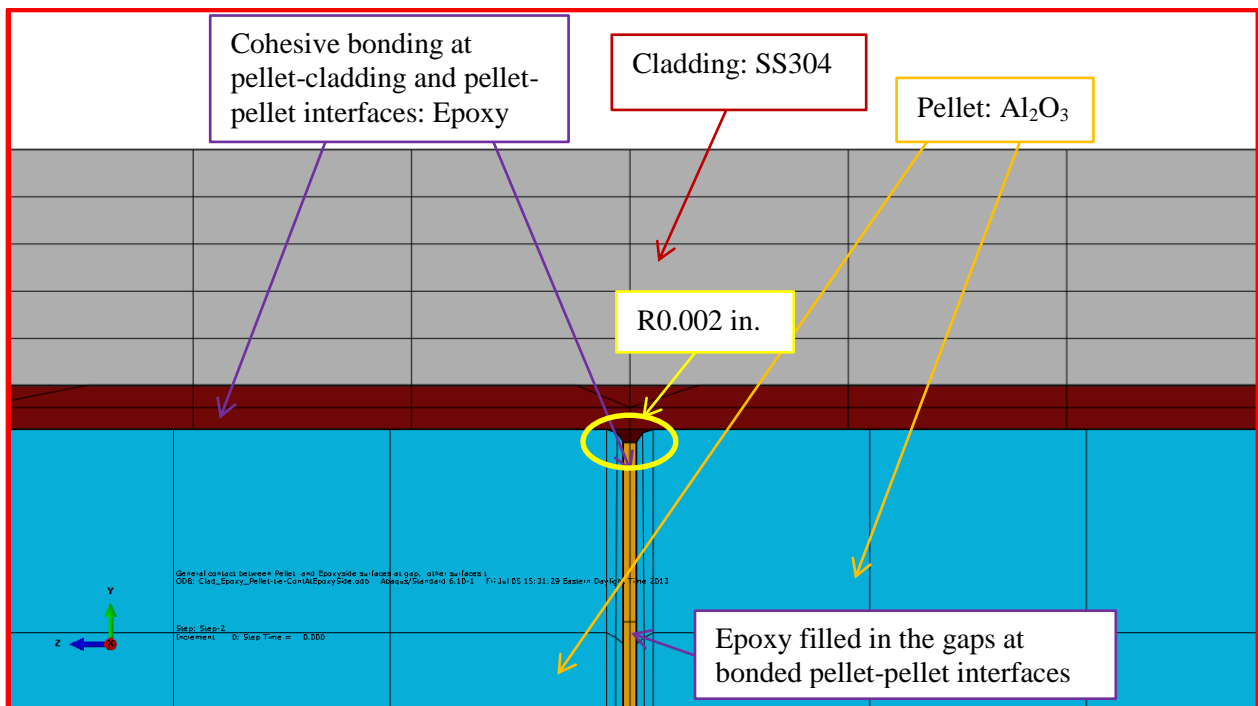 Cohesive bonding at
pellet-cladding and pellet-
pellet interfaces: Epoxy
Cladding: SS304
Pellet: Al₂O₃
R0.002 in.
General contact between Pellet and Epoxyside surfaces at gap, other surfaces t
ODB: Clad_Epoxy_Pellet-tie-ContAtEpoxySide.odb Abaqus/Standard 6.10-1 Fri Jul 05 15:31:29 Eastern Daylight Time 2013
Y
Z
X
Step: Step-2
Increment 0: Step Time = 0.000
Epoxy filled in the gaps at
bonded pellet-pellet interfaces